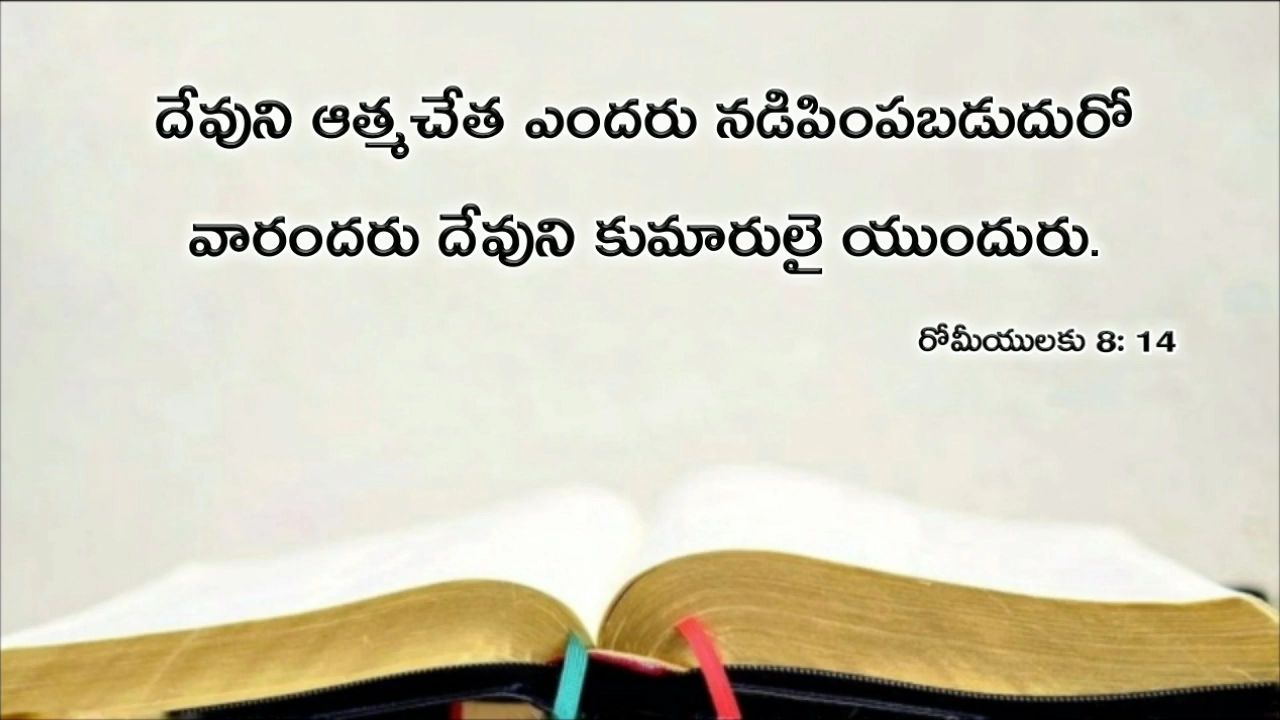 దేవుని ఆత్మచేత ఎందరు నడిపింపబడుదురో
వారందరు దేవుని కుమారులై యుందురు.
రోమీయులకు 8: 14